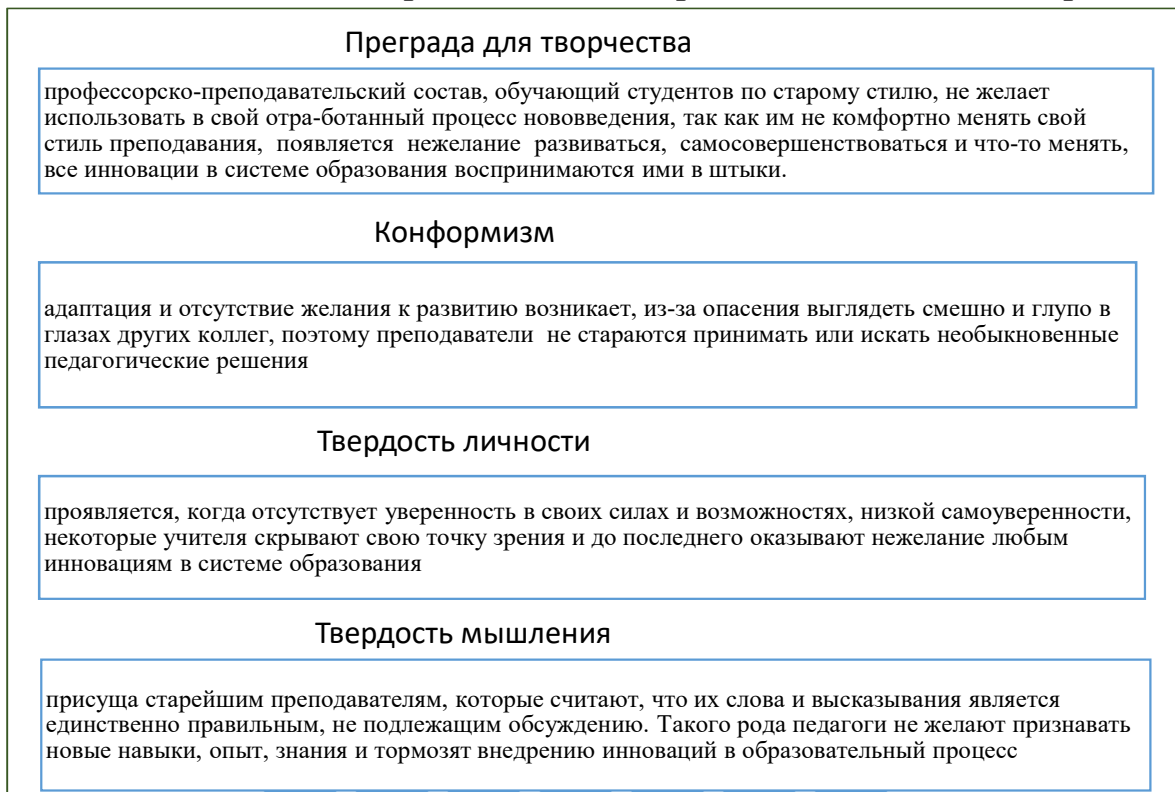 Преграда для творчества
профессорско-преподавательский состав, обучающий студентов по старому стилю, не желает
использовать в свой отра-ботанный процесс нововведения, так как им не комфортно менять свой
стиль преподавания, появляется нежелание развиваться, самосовершенствоваться и что-то менять,
все инновации в системе образования воспринимаются ими в штыки.
Конформизм
адаптация и отсутствие желания к развитию возникает, из-за опасения выглядеть смешно и глупо в
глазах других коллег, поэтому преподаватели не стараются принимать или искать необыкновенные
педагогические решения
Твердость личности
проявляется, когда отсутствует уверенность в своих силах и возможностях, низкой самоуверенности,
некоторые учителя скрывают свою точку зрения и до последнего оказывают нежелание любым
инновациям в системе образования
Твердость мышления
присуща старейшим преподавателям, которые считают, что их слова и высказывания является
единственно правильным, не подлежащим обсуждению. Такого рода педагоги не желают признавать
новые навыки, опыт, знания и тормозят внедрению инноваций в образовательный процесс